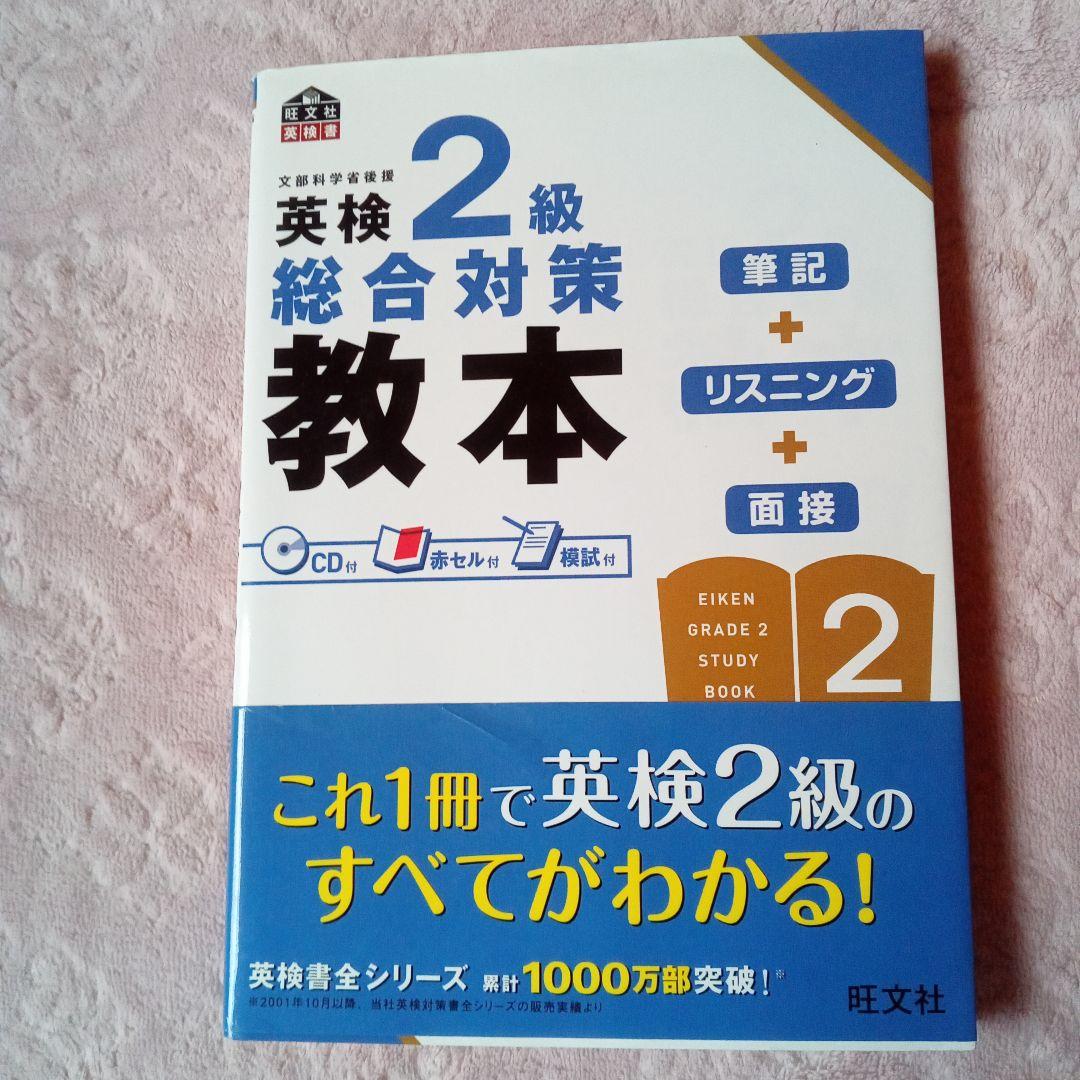 旺文社
英検書
文部科学省後援
英検2級
総合対策
教本
筆記
+
リスニング
+
面接
CD付
赤セル付
模試付
EIKEN
GRADE 2
STUDY
BOOK
2
これ1冊で英検2級の
すべてがわかる!
英検書全シリーズ 累計1000万部突破!※
※2001年10月以降、当社英検対策書全シリーズの販売実績より
旺文社